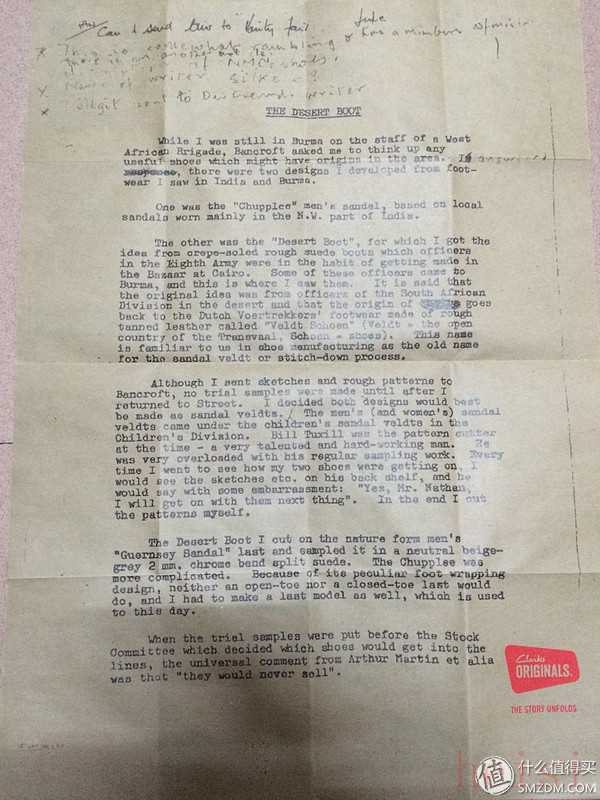 Can I send this to "Vanity Fair"
THE DESERT BOOT
While I was still in Burma on the staff of a West
African Brigade, Bancroft asked me to think up any
useful shoes which might have origins in the area. In answer
there were two designs I developed from foot-
wear I saw in India and Burma.
One was the "Chupplee" men's sandal, based on local
sandals worn mainly in the N.W. part of India.
The other was the "Desert Boot", for which I got the
idea from crepe-soled rough suede boots which officers
in the Eighth Army were in the habit of getting made in
the Bazaar at Cairo. Some of these officers came to
Burma, and this is where I saw them. It is said that
the original idea was from officers of the South African
Division in the desert and that the origin of goes
back to the Dutch Voertrekkers' footwear made of rough
tanned leather called "Veldt Schoen" (Veldt = the open
country of the Transvaal, Schoen = shoes). This name
is familiar to us in shoe manufacturing as the old name
for the sandal veldt or stitch-down process.
Although I sent sketches and rough patterns to
Bancroft, no trial samples were made until after I
returned to Street. I decided both designs would best
be made as sandal veldts. / The men's (and women's) sandal
veldts came under the children's sandal veldts in the
Children's Division. Bill Tuxill was the pattern cutter
at the time - a very talented and hard-working man. He
was very overloaded with his regular sampling work. Every
time I went to see how my two shoes were getting on, I
would see the sketches etc. on his back shelf, and he
would say with some embarrassment: "Yes, Mr. Nathan,
I will get on with them next thing". In the end I cut
the patterns myself.
The Desert Boot I cut on the nature form men's
"Guernsey Sandal" last and sampled it in a neutral beige-
grey 2 mm. chrome bend split suede. The Chupplee was
more complicated. Because of its peculiar foot wrapping
design, neither an open-toe nor a closed-toe last would
do, and I had to make a last model as well, which is used
to this day.
When the trial samples were put before the Stock
Committee which decided which shoes would get into the
lines, the universal comment from Arthur Martin et alia
was that "they would never sell".
Clarks
ORIGINALS.
THE STORY UNFOLDS
值 什么值得买
SMZDM.COM